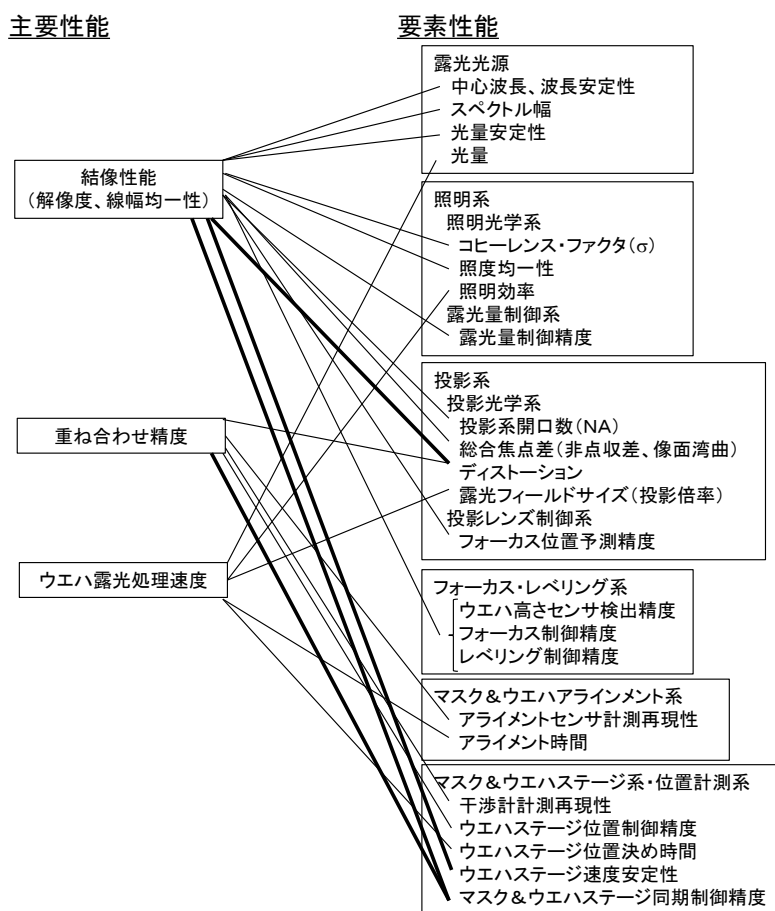 主要性能
要素性能
露光光源
中心波長、波長安定性
スペクトル幅
光量安定性
光量
結像性能
(解像度、線幅均一性)
照明系
照明光学系
コヒーレンス・ファクタ(σ)
照度均一性
照明効率
露光量制御系
露光量制御精度
投影系
投影光学系
投影系開口数(NA)
総合焦点差(非点収差、像面湾曲)
ディストーション
露光フィールドサイズ(投影倍率)
投影レンズ制御系
フォーカス位置予測精度
重ね合わせ精度
ウエハ露光処理速度
フォーカス・レベリング系
ウエハ高さセンサ検出精度
フォーカス制御精度
レベリング制御精度
マスク&ウエハアラインメント系
アライメントセンサ計測再現性
アライメント時間
マスク&ウエハステージ系・位置計測系
干渉計計測再現性
ウエハステージ位置制御精度
ウエハステージ位置決め時間
ウエハステージ速度安定性
マスク&ウエハステージ同期制御精度